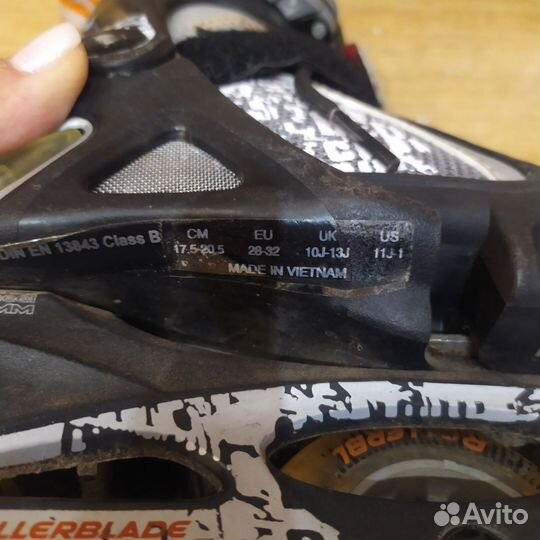 DIN EN 13843 Class B
CM EU UK US
17.5-20.5 28-32 10J-13J 11J-1
MADE IN VIETNAM
MM
LLERBLADE
Avito